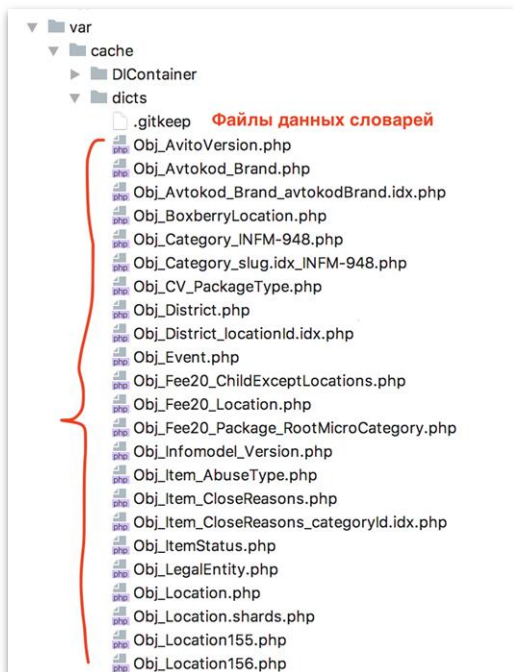 var
cache
DIContainer
dicts
.gitkeep Файлы данных словарей
Obj_AvitoVersion.php
Obj_Avtokod_Brand.php
Obj_Avtokod_Brand_avtokodBrand.idx.php
Obj_BoxberryLocation.php
Obj_Category_INFM-948.php
Obj_Category_slug.idx_INFM-948.php
Obj_CV_PackageType.php
Obj_District.php
Obj_District_locationId.idx.php
Obj_Event.php
Obj_Fee20_ChildExceptLocations.php
Obj_Fee20_Location.php
Obj_Fee20_Package_RootMicroCategory.php
Obj_Infomodel_Version.php
Obj_Item_AbuseType.php
Obj_Item_CloseReasons.php
Obj_Item_CloseReasons_categoryId.idx.php
Obj_ItemStatus.php
Obj_LegalEntity.php
Obj_Location.php
Obj_Location.shards.php
Obj_Location155.php
Obj_Location156.php